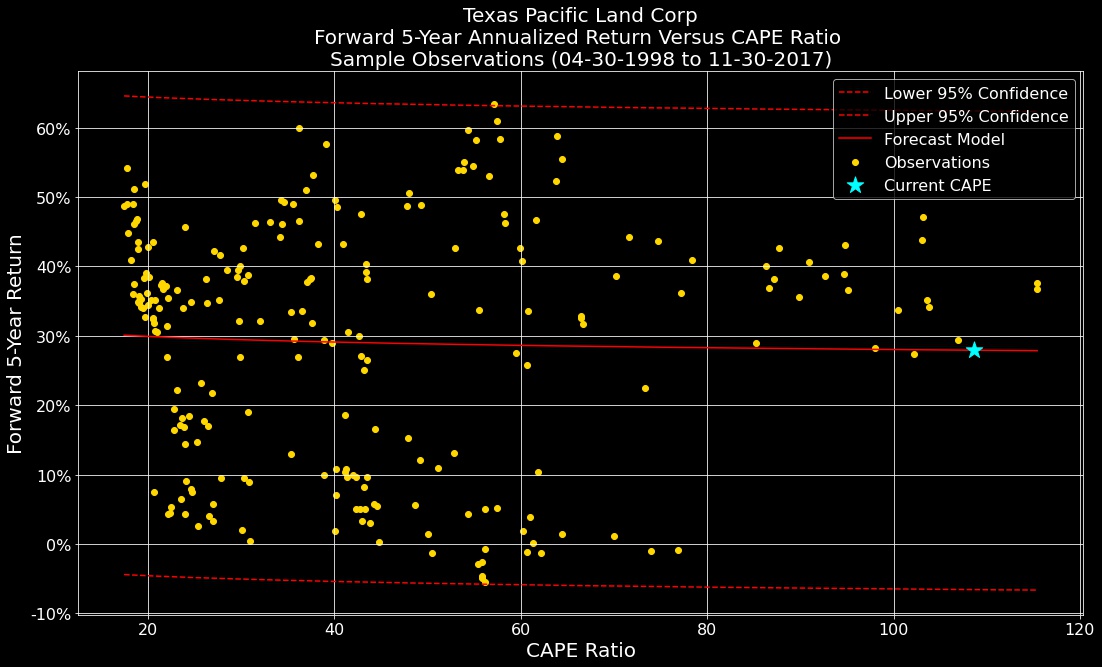 Texas Pacific Land Corp
Forward 5-Year Annualized Return Versus CAPE Ratio
Sample Observations (04-30-1998 to 11-30-2017)
Lower 95% Confidence
Upper 95% Confidence
Forecast Model
Observations
Current CAPE
Forward 5-Year Return
60%
50%
40%
30%
20%
10%
0%
-10%
20
40
60
80
100
120
CAPE Ratio